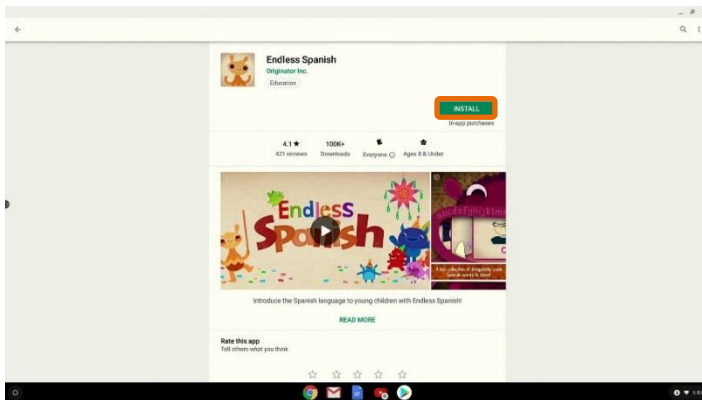 Endless Spanish
Originator Inc.
Education
INSTALL
In-app purchases
4.1★ 100K+
421 reviews Downloads Everyone Ages 8 & Under
Endless
Spanish
abcdefghijklm
Introduce the Spanish language to young children with Endless Spanish!
READ MORE
Rate this app
Tell others what you think